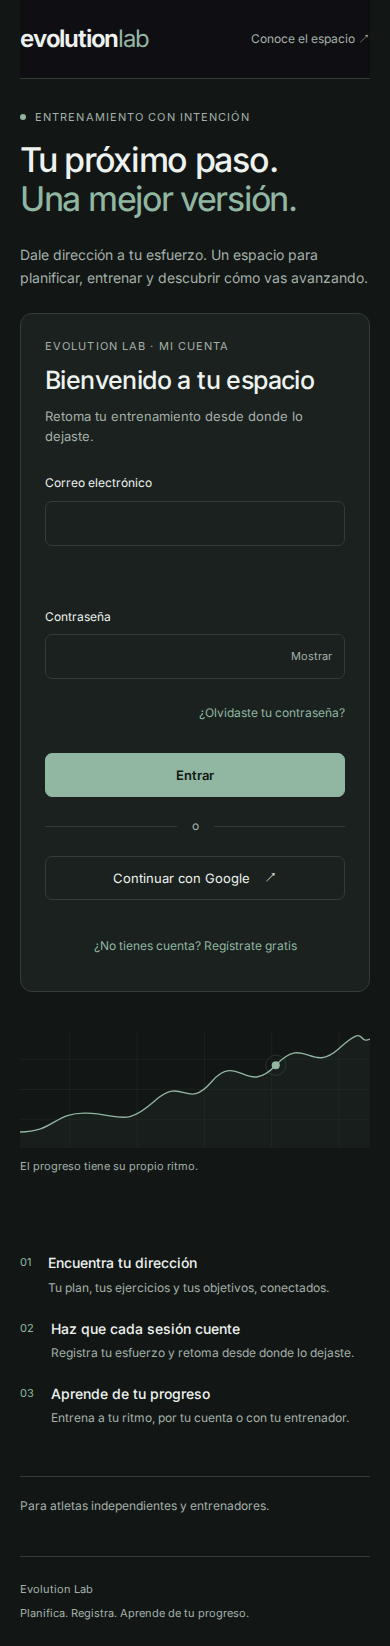 evolutionlab
Conoce el espacio ↗
ENTRENAMIENTO CON INTENCIÓN
Tu próximo paso.
Una mejor versión.
Dale dirección a tu esfuerzo. Un espacio para
planificar, entrenar y descubrir cómo vas avanzando.
EVOLUTION LAB · MI CUENTA
Bienvenido a tu espacio
Retoma tu entrenamiento desde donde lo
dejaste.
Correo electrónico
Contraseña
Mostrar
¿Olvidaste tu contraseña?
Entrar
o
Continuar con Google ↗
¿No tienes cuenta? Regístrate gratis
El progreso tiene su propio ritmo.
01 Encuentra tu dirección
Tu plan, tus ejercicios y tus objetivos, conectados.
02 Haz que cada sesión cuente
Registra tu esfuerzo y retoma desde donde lo dejaste.
03 Aprende de tu progreso
Entrena a tu ritmo, por tu cuenta o con tu entrenador.
Para atletas independientes y entrenadores.
Evolution Lab
Planifica. Registra. Aprende de tu progreso.